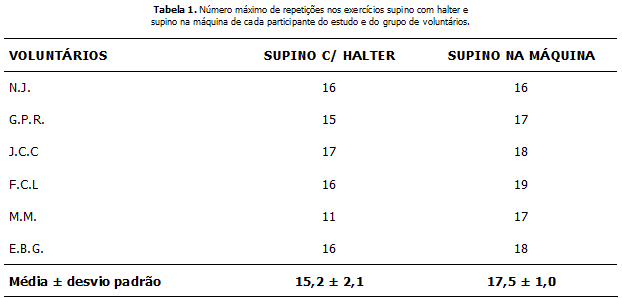 Tabela 1. Número máximo de repetições nos exercícios supino com halter e
supino na máquina de cada participante do estudo e do grupo de voluntários.
VOLUNTÁRIOS SUPINO C/ HALTER SUPINO NA MÁQUINA
N.J. 16 16
G.P.R. 15 17
J.C.C 17 18
F.C.L 16 19
M.M. 11 17
E.B.G. 16 18
Média ± desvio padrão 15,2 ± 2,1 17,5 ± 1,0